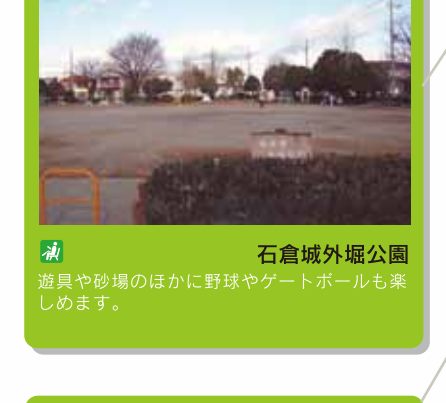 石倉城外堀公園
遊具や砂場のほかに野球やゲートボールも楽
しめます。